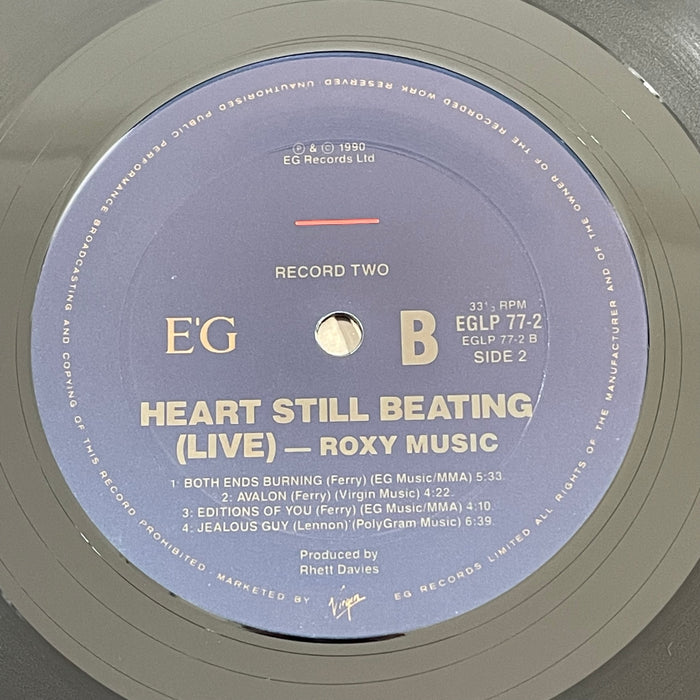 ℗ & © 1990
EG Records Ltd
RECORD TWO
E'G
B
33⅓ RPM
EGLP 77-2
EGLP 77-2 B
SIDE 2
HEART STILL BEATING
(LIVE) — ROXY MUSIC
1: BOTH ENDS BURNING (Ferry) (EG Music/MMA) 5:33.
2: AVALON (Ferry) (Virgin Music) 4:22.
3: EDITIONS OF YOU (Ferry) (EG Music/MMA) 4:10.
4: JEALOUS GUY (Lennon) (PolyGram Music) 6:39.
Produced by
Rhett Davies
EG RECORDS LIMITED ALL RIGHTS OF THE MANUFACTURER AND OF THE OWNER OF THE RECORDED WORK RESERVED. UNAUTHORISED PUBLIC PERFORMANCE BROADCASTING AND COPYING OF THIS RECORD PROHIBITED. MARKETED BY
Virgin